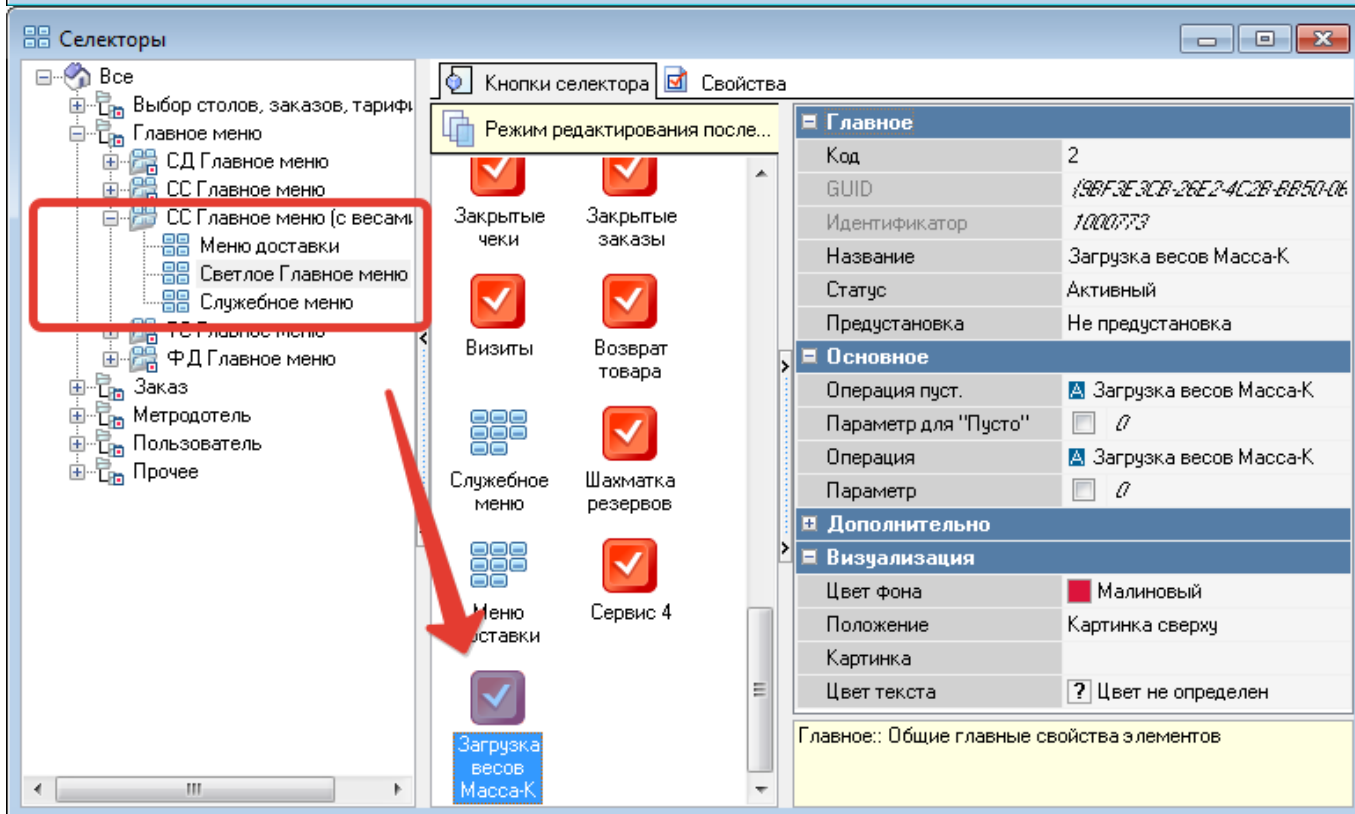 Селекторы
Все
Выбор столов, заказов, тариф
Главное меню
СД Главное меню
СС Главное меню
СС Главное меню (с весами
Меню доставки
Светлое Главное меню
Служебное меню
Главное меню
ФД Главное меню
Заказ
Метродотель
Пользователь
Прочее
Кнопки селектора
Свойства
Режим редактирования после...
Закрытые
чеки
Закрытые
заказы
Визиты
Возврат
товара
Служебное
меню
Шахматка
резервов
Меню
доставки
Сервис 4
Загрузка
весов
Масса-К
Главное
Код 2
GUID {9BF3E3CB-26E2-4C2B-BB50-06
Идентификатор 1000773
Название Загрузка весов Масса-К
Статус Активный
Предустановка Не предустановка
Основное
Операция пуст. Загрузка весов Масса-К
Параметр для "Пусто" 0
Операция Загрузка весов Масса-К
Параметр 0
Дополнительно
Визуализация
Цвет фона Малиновый
Положение Картинка сверху
Картинка
Цвет текста ? Цвет не определен
Главное:: Общие главные свойства элементов